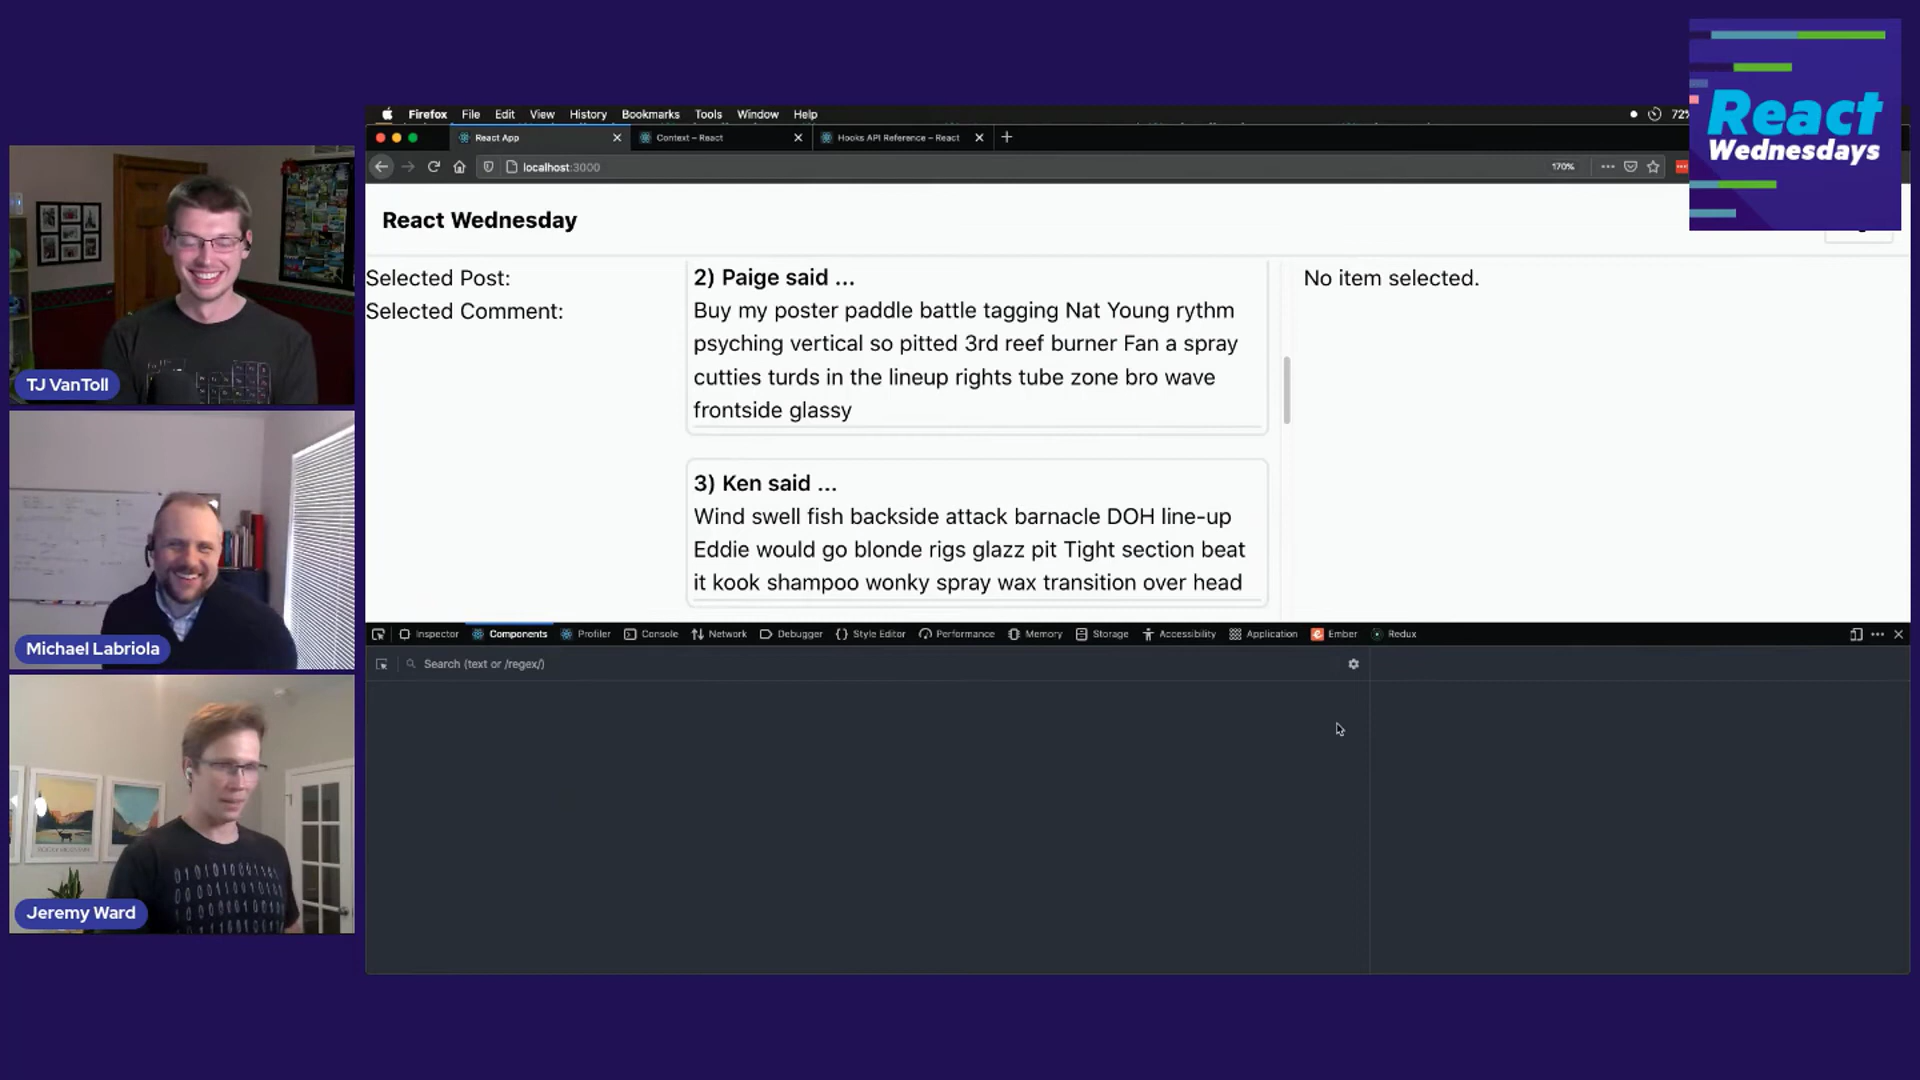 React
Wednesdays
Firefox File Edit View History Bookmarks Tools Window Help
72%
React App
Context – React
Hooks API Reference – React
localhost:3000
170%
React Wednesday
Selected Post:
Selected Comment:
2) Paige said ...
Buy my poster paddle battle tagging Nat Young rythm
psyching vertical so pitted 3rd reef burner Fan a spray
cutties turds in the lineup rights tube zone bro wave
frontside glassy
3) Ken said ...
Wind swell fish backside attack barnacle DOH line-up
Eddie would go blonde rigs glazz pit Tight section beat
it kook shampoo wonky spray wax transition over head
No item selected.
Inspector Components Profiler Console Network Debugger Style Editor Performance Memory Storage Accessibility Application Ember Redux
Search (text or /regex/)
TJ VanToll
Michael Labriola
Jeremy Ward